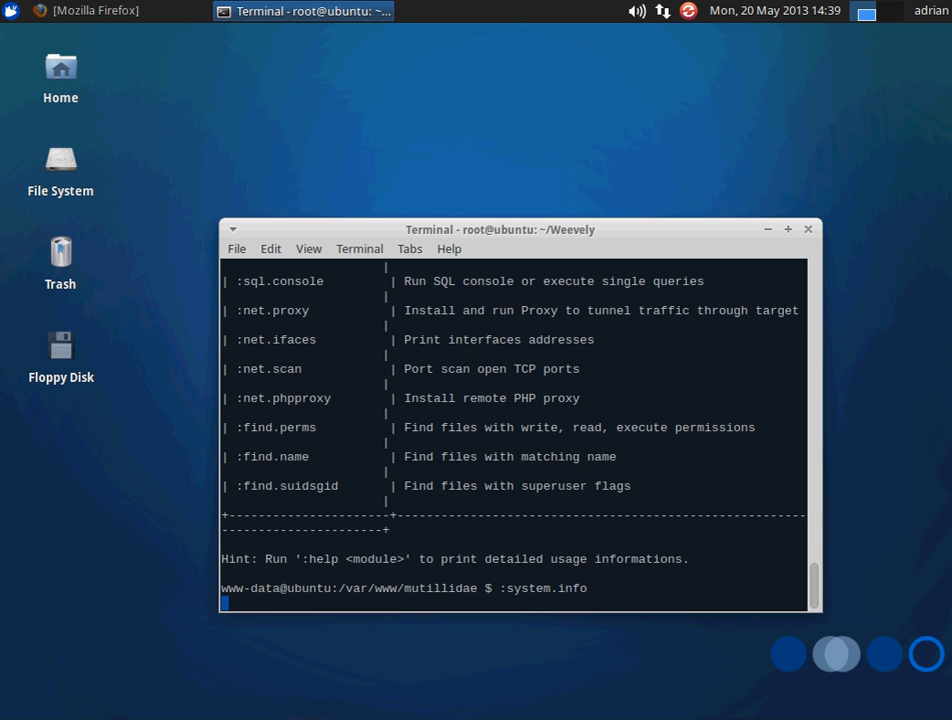 [Mozilla Firefox]
Terminal - root@ubuntu: ~...
Mon, 20 May 2013 14:39
adrian
Home
File System
Trash
Floppy Disk
Terminal - root@ubuntu: ~/Weevely
File Edit View Terminal Tabs Help
|
| :sql.console | Run SQL console or execute single queries
|
| :net.proxy | Install and run Proxy to tunnel traffic through target
|
| :net.ifaces | Print interfaces addresses
|
| :net.scan | Port scan open TCP ports
|
| :net.phpproxy | Install remote PHP proxy
|
| :find.perms | Find files with write, read, execute permissions
|
| :find.name | Find files with matching name
|
| :find.suidsgid | Find files with superuser flags
|
+----------------------+--------------------------------------------------------
----------------------+
Hint: Run ':help <module>' to print detailed usage informations.
www-data@ubuntu:/var/www/mutillidae $ :system.info